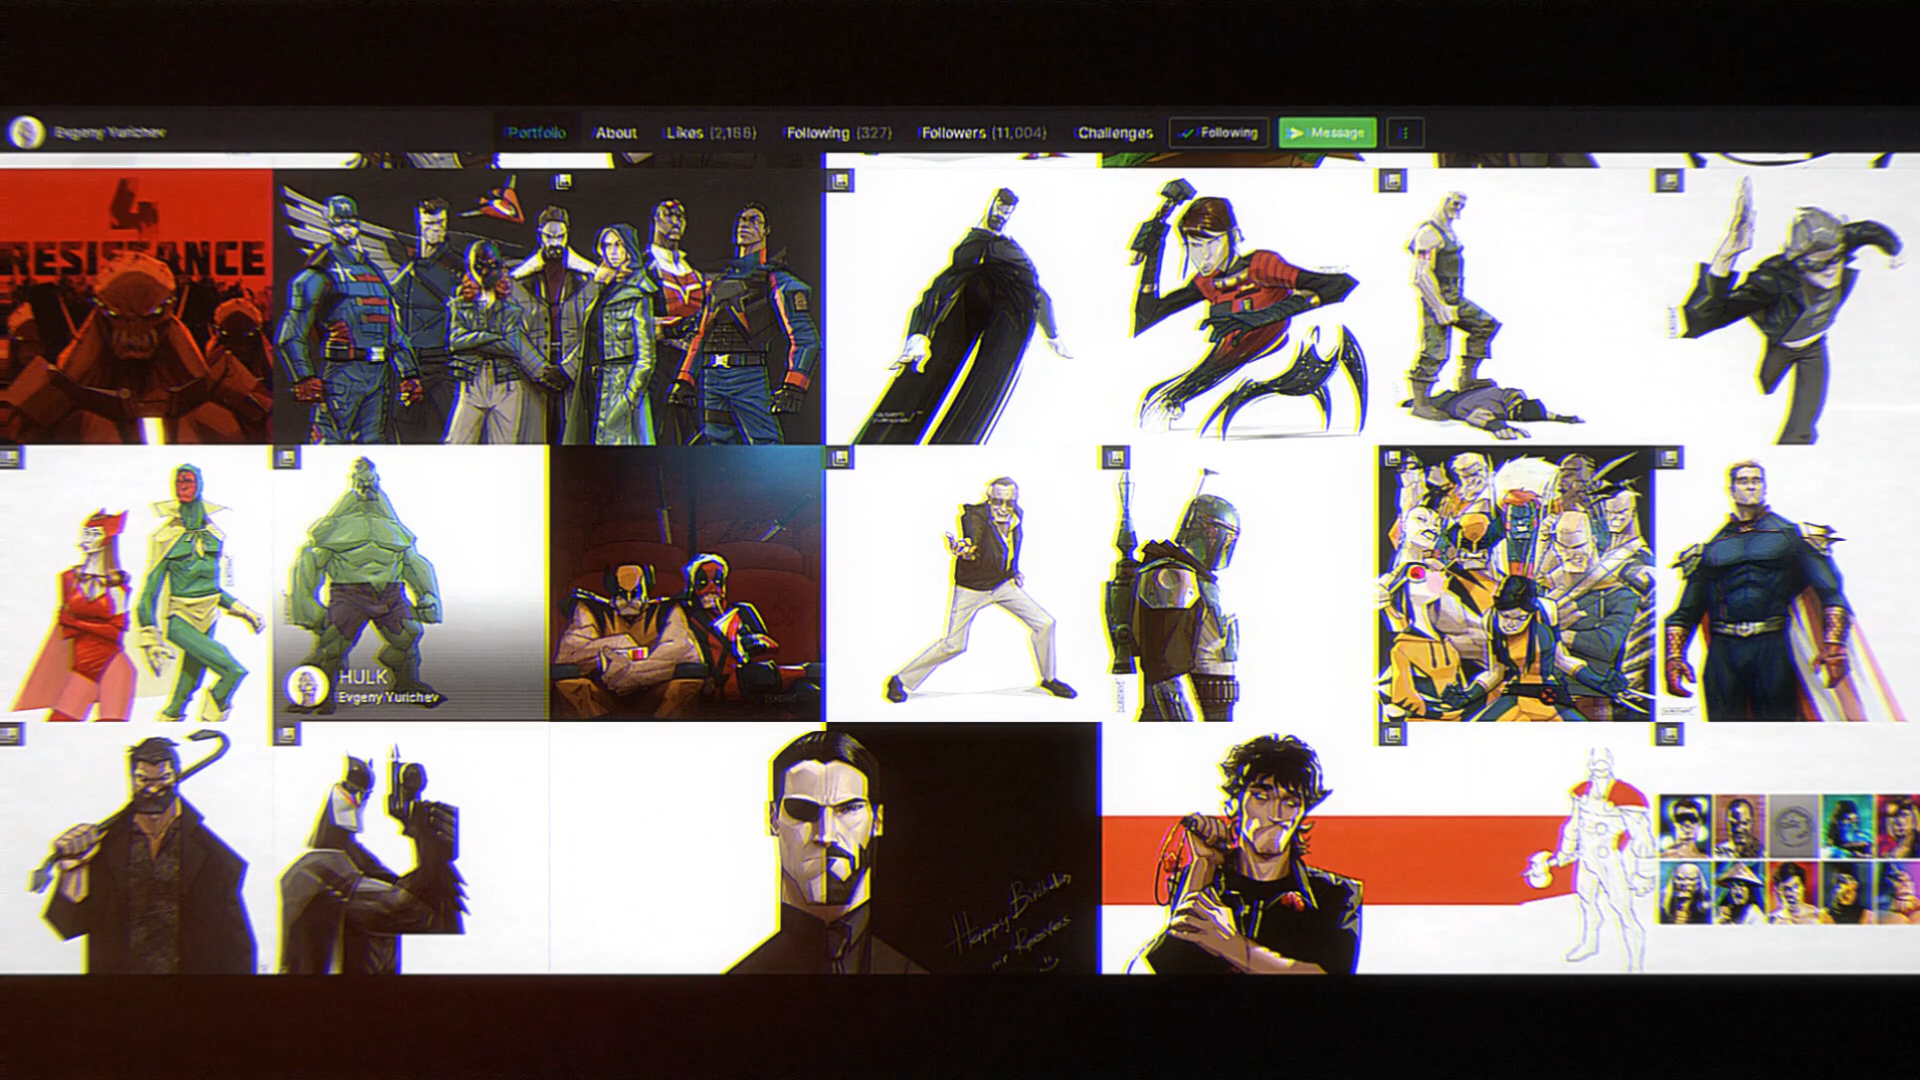 Evgeny Yurichev
Portfolio
About
Likes (2,188)
Following (327)
Followers (11,004)
Challenges
Following
Message
4
RESISTANCE
HULK
Evgeny Yurichev
Happy Birthday
mr Reeves